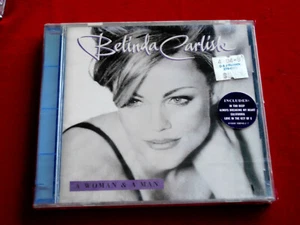 Belinda Carlisle
A WOMAN & A MAN
INCLUDES:
IN TOO DEEP
ALWAYS BREAKING MY HEART
CALIFORNIA
LOVE IN THE KEY OF C